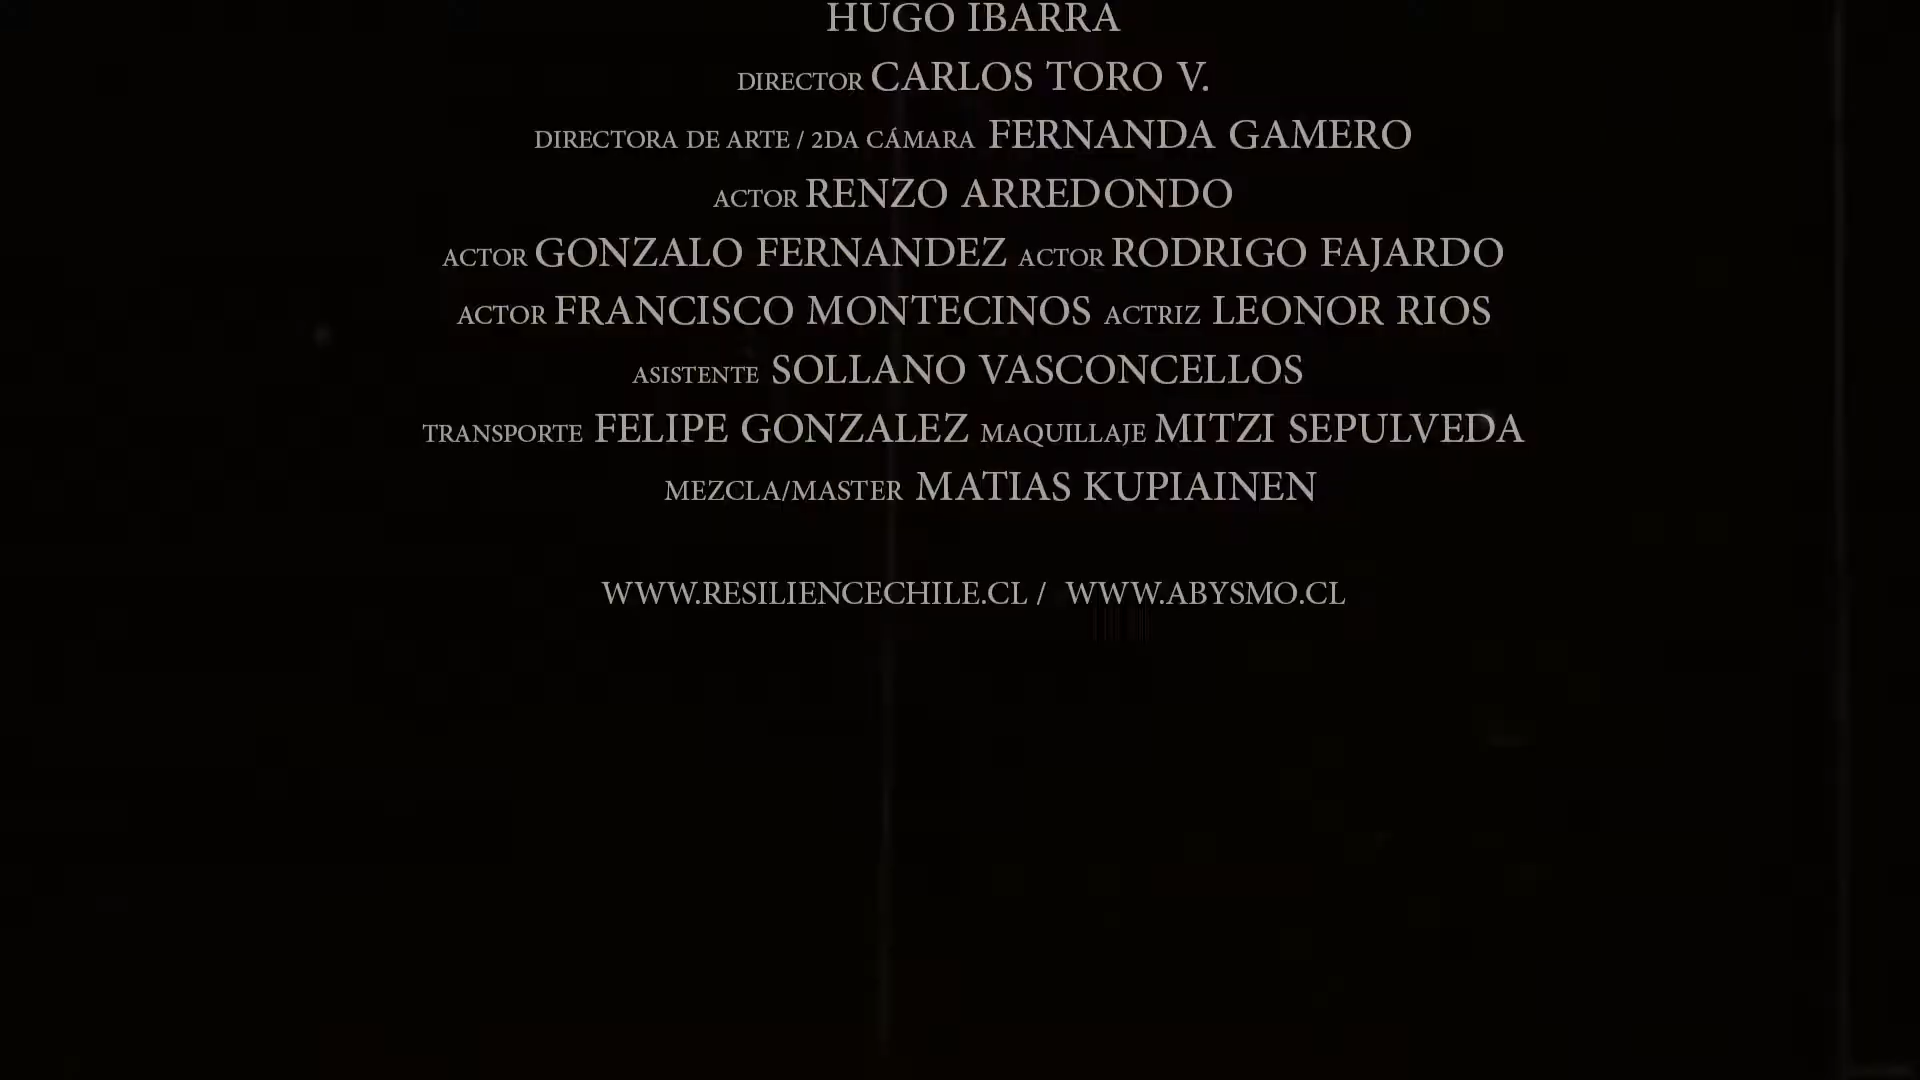 HUGO IBARRA
DIRECTOR CARLOS TORO V.
DIRECTORA DE ARTE / 2DA CÁMARA FERNANDA GAMERO
ACTOR RENZO ARREDONDO
ACTOR GONZALO FERNANDEZ ACTOR RODRIGO FAJARDO
ACTOR FRANCISCO MONTECINOS ACTRIZ LEONOR RIOS
ASISTENTE SOLLANO VASCONCELLOS
TRANSPORTE FELIPE GONZALEZ MAQUILLAJE MITZI SEPULVEDA
MEZCLA/MASTER MATIAS KUPIAINEN
WWW.RESILIENCECHILE.CL / WWW.ABYSMO.CL